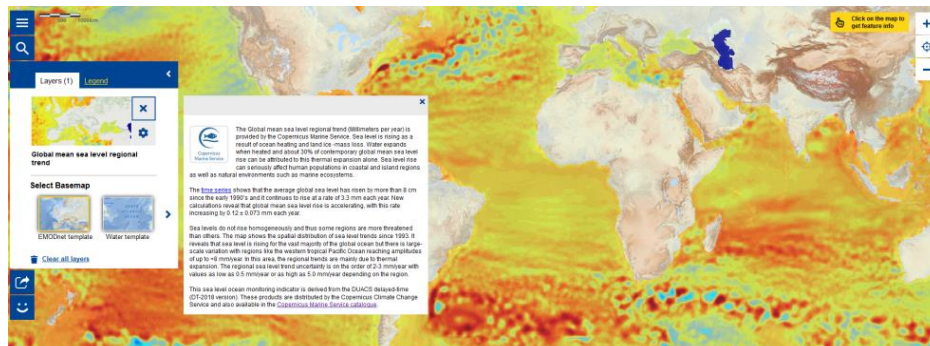 500 1000km
Click on the map to
get feature info
Layers (1) Legend
Global mean sea level regional
trend
Select Basemap
EMODnet template Water template
Clear all layers
Copernicus
Marine Service
The Global mean sea level regional trend (Millimeters per year) is
provided by the Copernicus Marine Service. Sea level is rising as a
result of ocean heating and land ice -mass loss. Water expands
when heated and about 30% of contemporary global mean sea level
rise can be attributed to this thermal expansion alone. Sea level rise
can seriously affect human populations in coastal and island regions
as well as natural environments such as marine ecosystems.
The time series shows that the average global sea level has risen by more than 8 cm
since the early 1990's and it continues to rise at a rate of 3.3 mm each year. New
calculations reveal that global mean sea level rise is accelerating, with this rate
increasing by 0.12 ± 0.073 mm each year.
Sea levels do not rise homogeneously and thus some regions are more threatened
than others. The map shows the spatial distribution of sea level trends since 1993. It
reveals that sea level is rising for the vast majority of the global ocean but there is large-
scale variation with regions like the western tropical Pacific Ocean reaching amplitudes
of up to +8 mm/year. In this area, the regional trends are mainly due to thermal
expansion. The regional sea level trend uncertainty is on the order of 2-3 mm/year with
values as low as 0.5 mm/year or as high as 5.0 mm/year depending on the region.
This sea level ocean monitoring indicator is derived from the DUACS delayed-time
(DT-2018 version). These products are distributed by the Copernicus Climate Change
Service and also available in the Copernicus Marine Service catalogue.